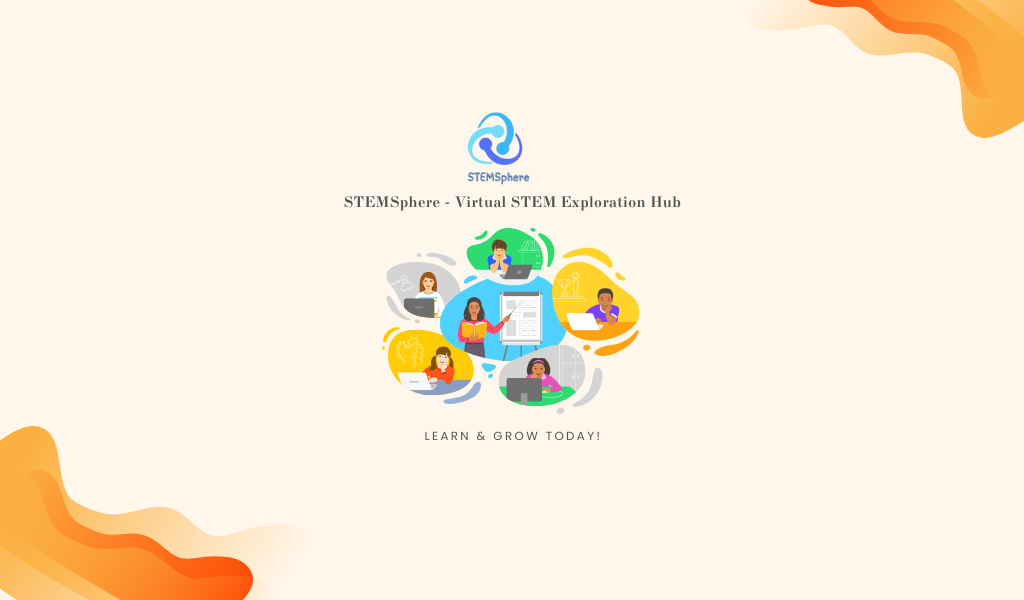 STEMSphere
STEMSphere - Virtual STEM Exploration Hub
LEARN & GROW TODAY!